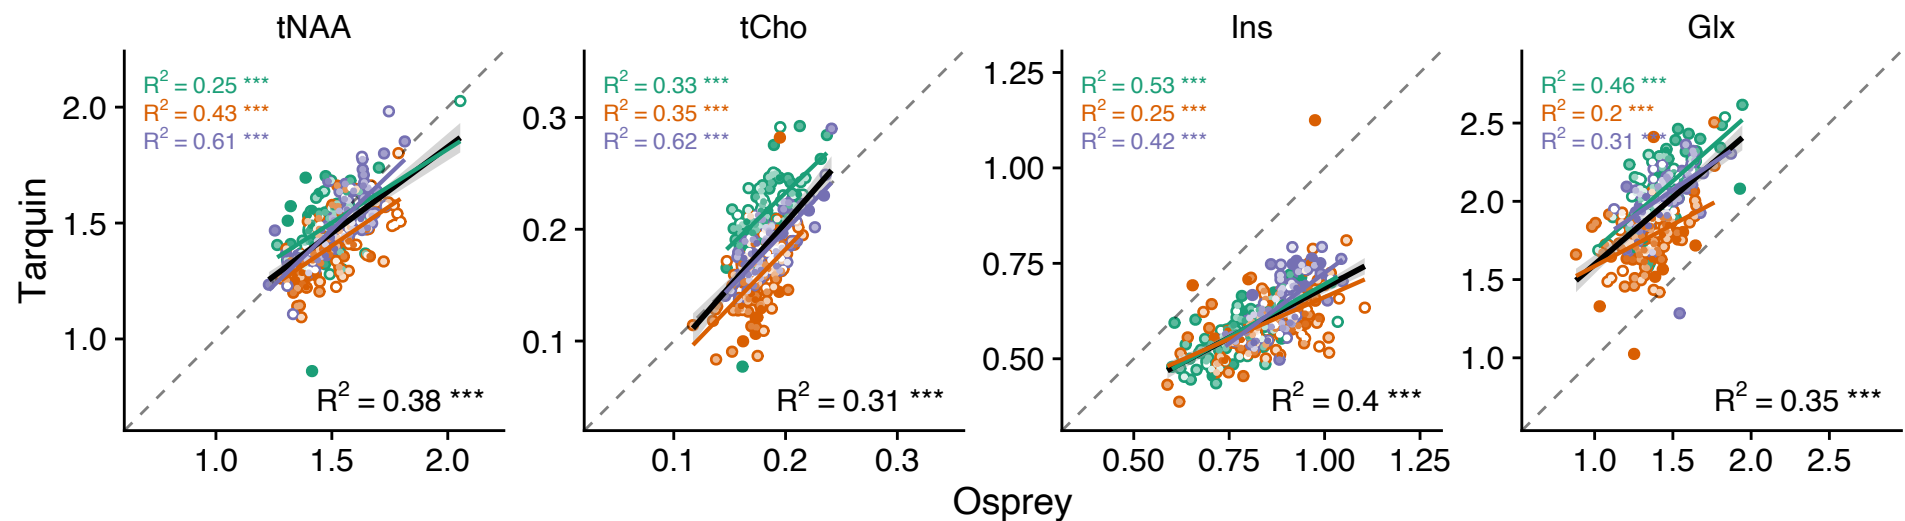 tNAA
tCho
Ins
Glx
Tarquin
R² = 0.25 ***
R² = 0.43 ***
R² = 0.61 ***
2.0
1.5
1.0
R² = 0.38 ***
1.0 1.5 2.0
R² = 0.33 ***
R² = 0.35 ***
R² = 0.62 ***
0.3
0.2
0.1
R² = 0.31 ***
0.1 0.2 0.3
R² = 0.53 ***
R² = 0.25 ***
R² = 0.42 ***
1.25
1.00
0.75
0.50
R² = 0.4 ***
0.50 0.75 1.00 1.25
R² = 0.46 ***
R² = 0.2 ***
R² = 0.31 ***
2.5
2.0
1.5
1.0
R² = 0.35 ***
1.0 1.5 2.0 2.5
Osprey